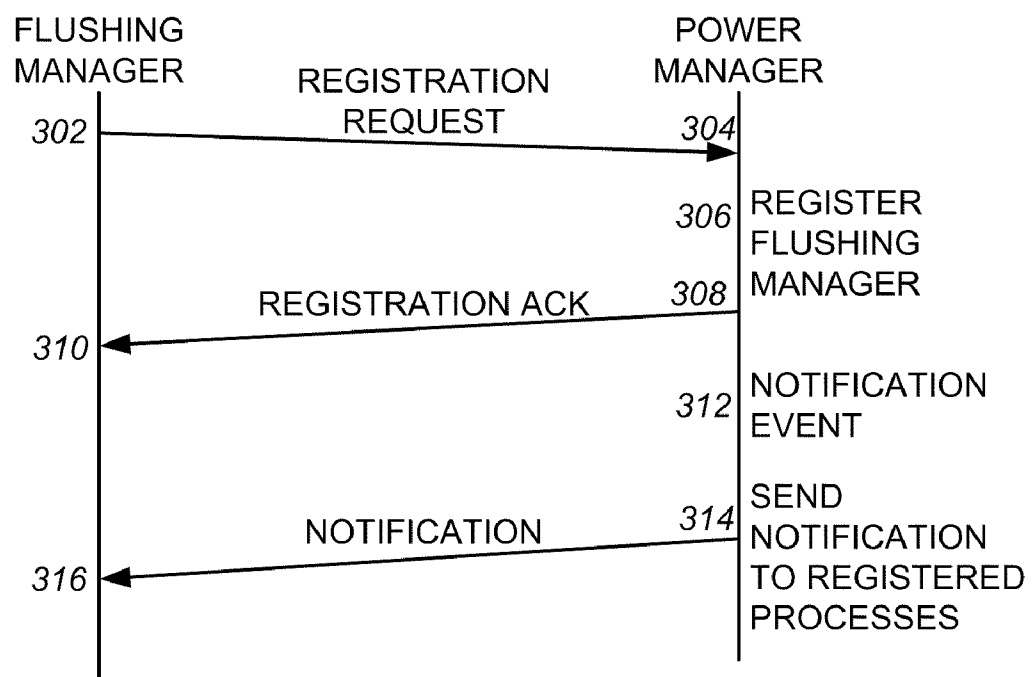 FLUSHING
MANAGER
POWER
MANAGER
REGISTRATION
REQUEST
302
304
306
REGISTER
FLUSHING
MANAGER
REGISTRATION ACK
308
310
312
NOTIFICATION
EVENT
NOTIFICATION
314
SEND
NOTIFICATION
TO REGISTERED
PROCESSES
316